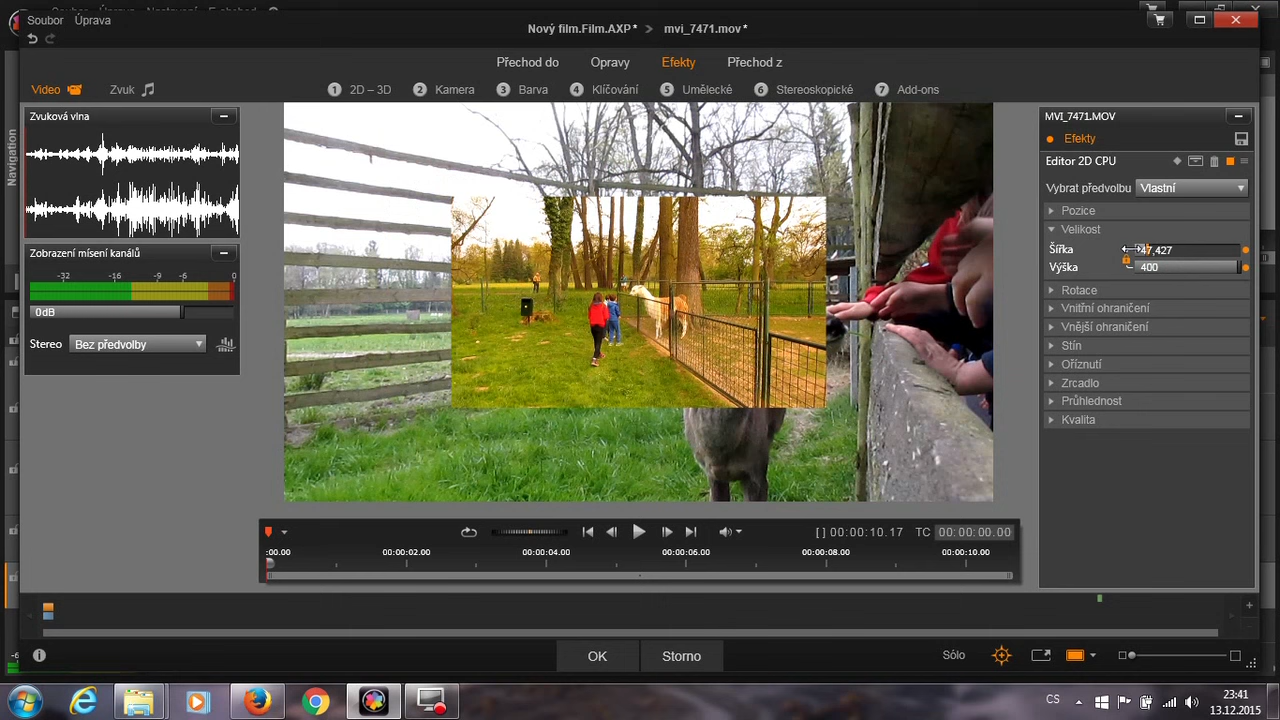 Soubor Úprava
Nový film.Film.AXP* > mvi_7471.mov*
Přechod do Opravy Efekty Přechod z
Video Zvuk
1 2D – 3D 2 Kamera 3 Barva 4 Klíčování 5 Umělecké 6 Stereoskopické 7 Add-ons
Navigation
Zvuková vlna
Zobrazení mísení kanálů
-32 -16 -9 -6 -3 0
0dB
Stereo Bez předvolby
MVI_7471.MOV
Efekty
Editor 2D CPU
Vybrat předvolbu Vlastní
Pozice
Velikost
Šířka 47,427
Výška 400
Rotace
Vnitřní ohraničení
Vnější ohraničení
Stín
Oříznutí
Zrcadlo
Průhlednost
Kvalita
[ ] 00:00:10.17 TC 00:00:00.00
:00.00 00:00:02.00 00:00:04.00 00:00:06.00 00:00:08.00 00:00:10.00
OK Storno
Sólo
CS
23:41
13.12.2015